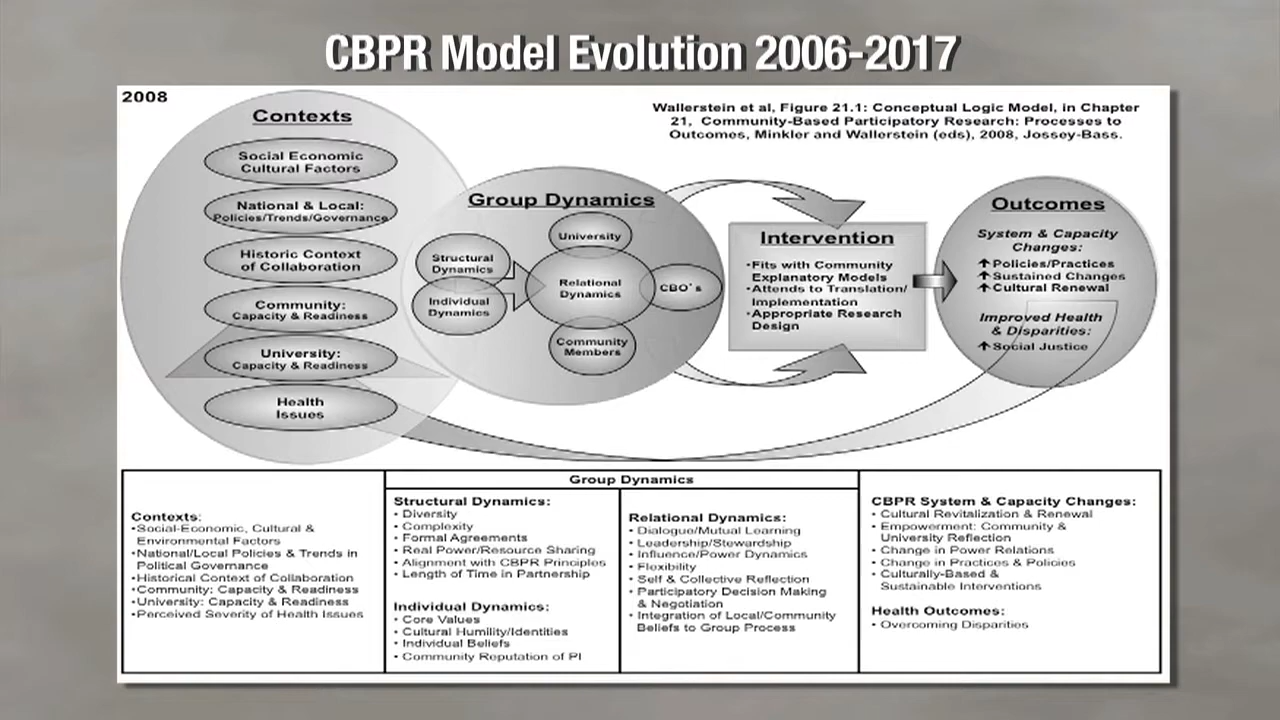 CBPR Model Evolution 2006-2017
2008
Wallerstein et al, Figure 21.1: Conceptual Logic Model, in Chapter
21, Community-Based Participatory Research: Processes to
Outcomes, Minkler and Wallerstein (eds), 2008, Jossey-Bass.
Contexts
Social Economic
Cultural Factors
National & Local:
Policies/Trends/Governance
Historic Context
of Collaboration
Community:
Capacity & Readiness
University:
Capacity & Readiness
Health
Issues
Group Dynamics
Structural
Dynamics
Individual
Dynamics
University
Relational
Dynamics
CBO's
Community
Members
Intervention
•Fits with Community
Explanatory Models
•Attends to Translation/
Implementation
•Appropriate Research
Design
Outcomes
System & Capacity
Changes:
↑Policies/Practices
↑Sustained Changes
↑Cultural Renewal
Improved Health
& Disparities:
↑Social Justice
Contexts:
•Social-Economic, Cultural &
Environmental Factors
•National/Local Policies & Trends in
Political Governance
•Historical Context of Collaboration
•Community: Capacity & Readiness
•University: Capacity & Readiness
•Perceived Severity of Health Issues
Group Dynamics
Structural Dynamics:
• Diversity
• Complexity
• Formal Agreements
• Real Power/Resource Sharing
• Alignment with CBPR Principles
• Length of Time in Partnership
Individual Dynamics:
• Core Values
• Cultural Humility/Identities
• Individual Beliefs
• Community Reputation of PI
Relational Dynamics:
• Dialogue/Mutual Learning
• Leadership/Stewardship
• Influence/Power Dynamics
• Flexibility
• Self & Collective Reflection
• Participatory Decision Making
& Negotiation
• Integration of Local/Community
Beliefs to Group Process
CBPR System & Capacity Changes:
• Cultural Revitalization & Renewal
• Empowerment: Community &
University Reflection
• Change in Power Relations
• Change in Practices & Policies
• Culturally-Based &
Sustainable Interventions
Health Outcomes:
• Overcoming Disparities